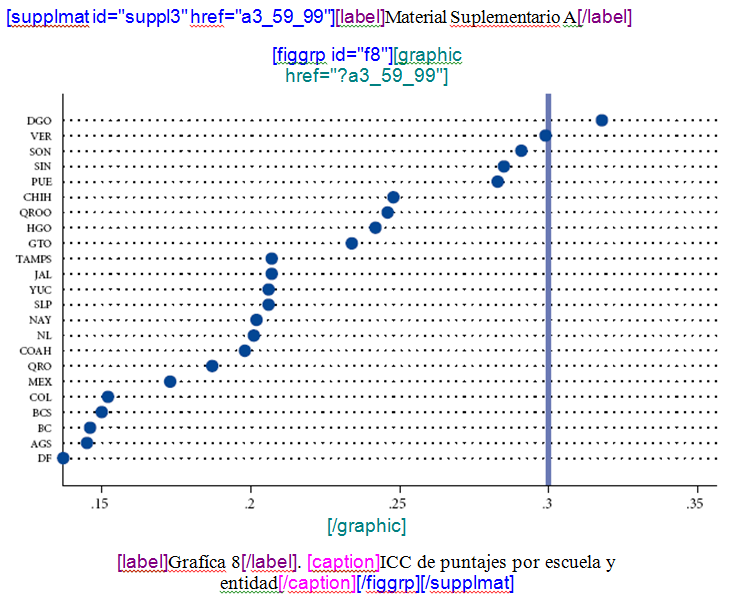 [supplmat id="suppl3" href="a3_59_99"][label]Material Suplementario A[/label]
[figgrp id="f8"][graphic
href="?a3_59_99"]
DGO
VER
SON
SIN
PUE
CHIH
QROO
HGO
GTO
TAMPS
JAL
YUC
SLP
NAY
NL
COAH
QRO
MEX
COL
BCS
BC
AGS
DF
.15 .2 .25 .3 .35
[/graphic]
[label]Grafíca 8[/label]. [caption]ICC de puntajes por escuela y
entidad[/caption][/figgrp][/supplmat]